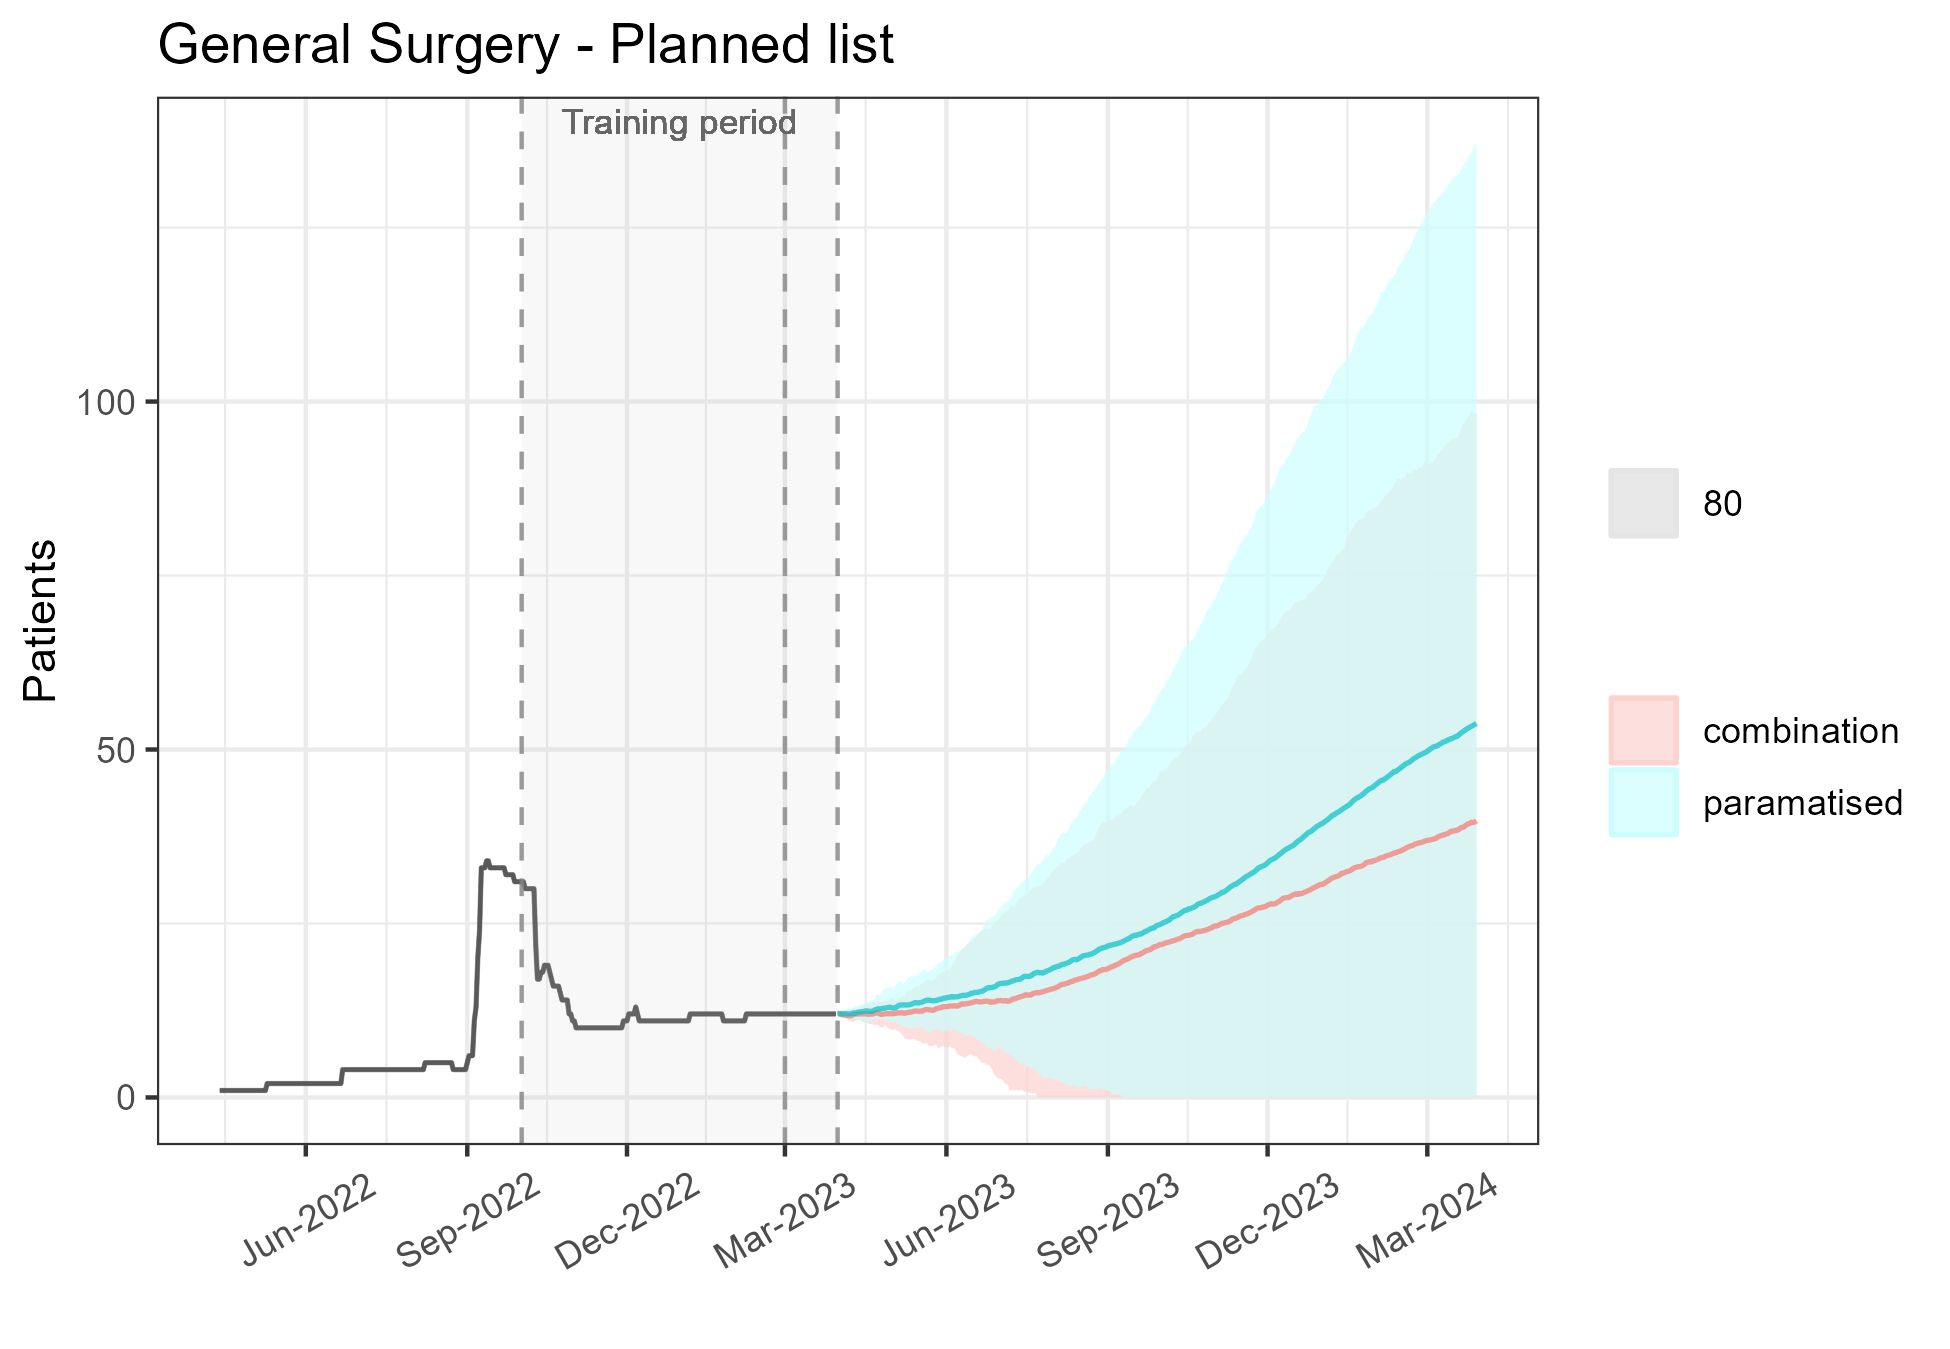 General Surgery - Planned list
Training period
Patients
100
50
0
Jun-2022
Sep-2022
Dec-2022
Mar-2023
Jun-2023
Sep-2023
Dec-2023
Mar-2024
80
combination
paramatised